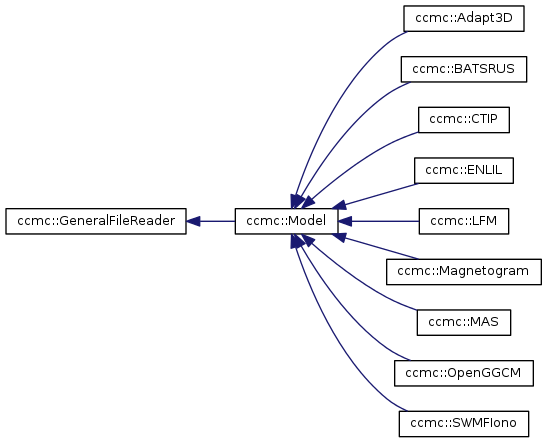 ccmc::Adapt3D
ccmc::BATSRUS
ccmc::CTIP
ccmc::ENLIL
ccmc::GeneralFileReader
ccmc::Model
ccmc::LFM
ccmc::Magnetogram
ccmc::MAS
ccmc::OpenGGCM
ccmc::SWMFIono